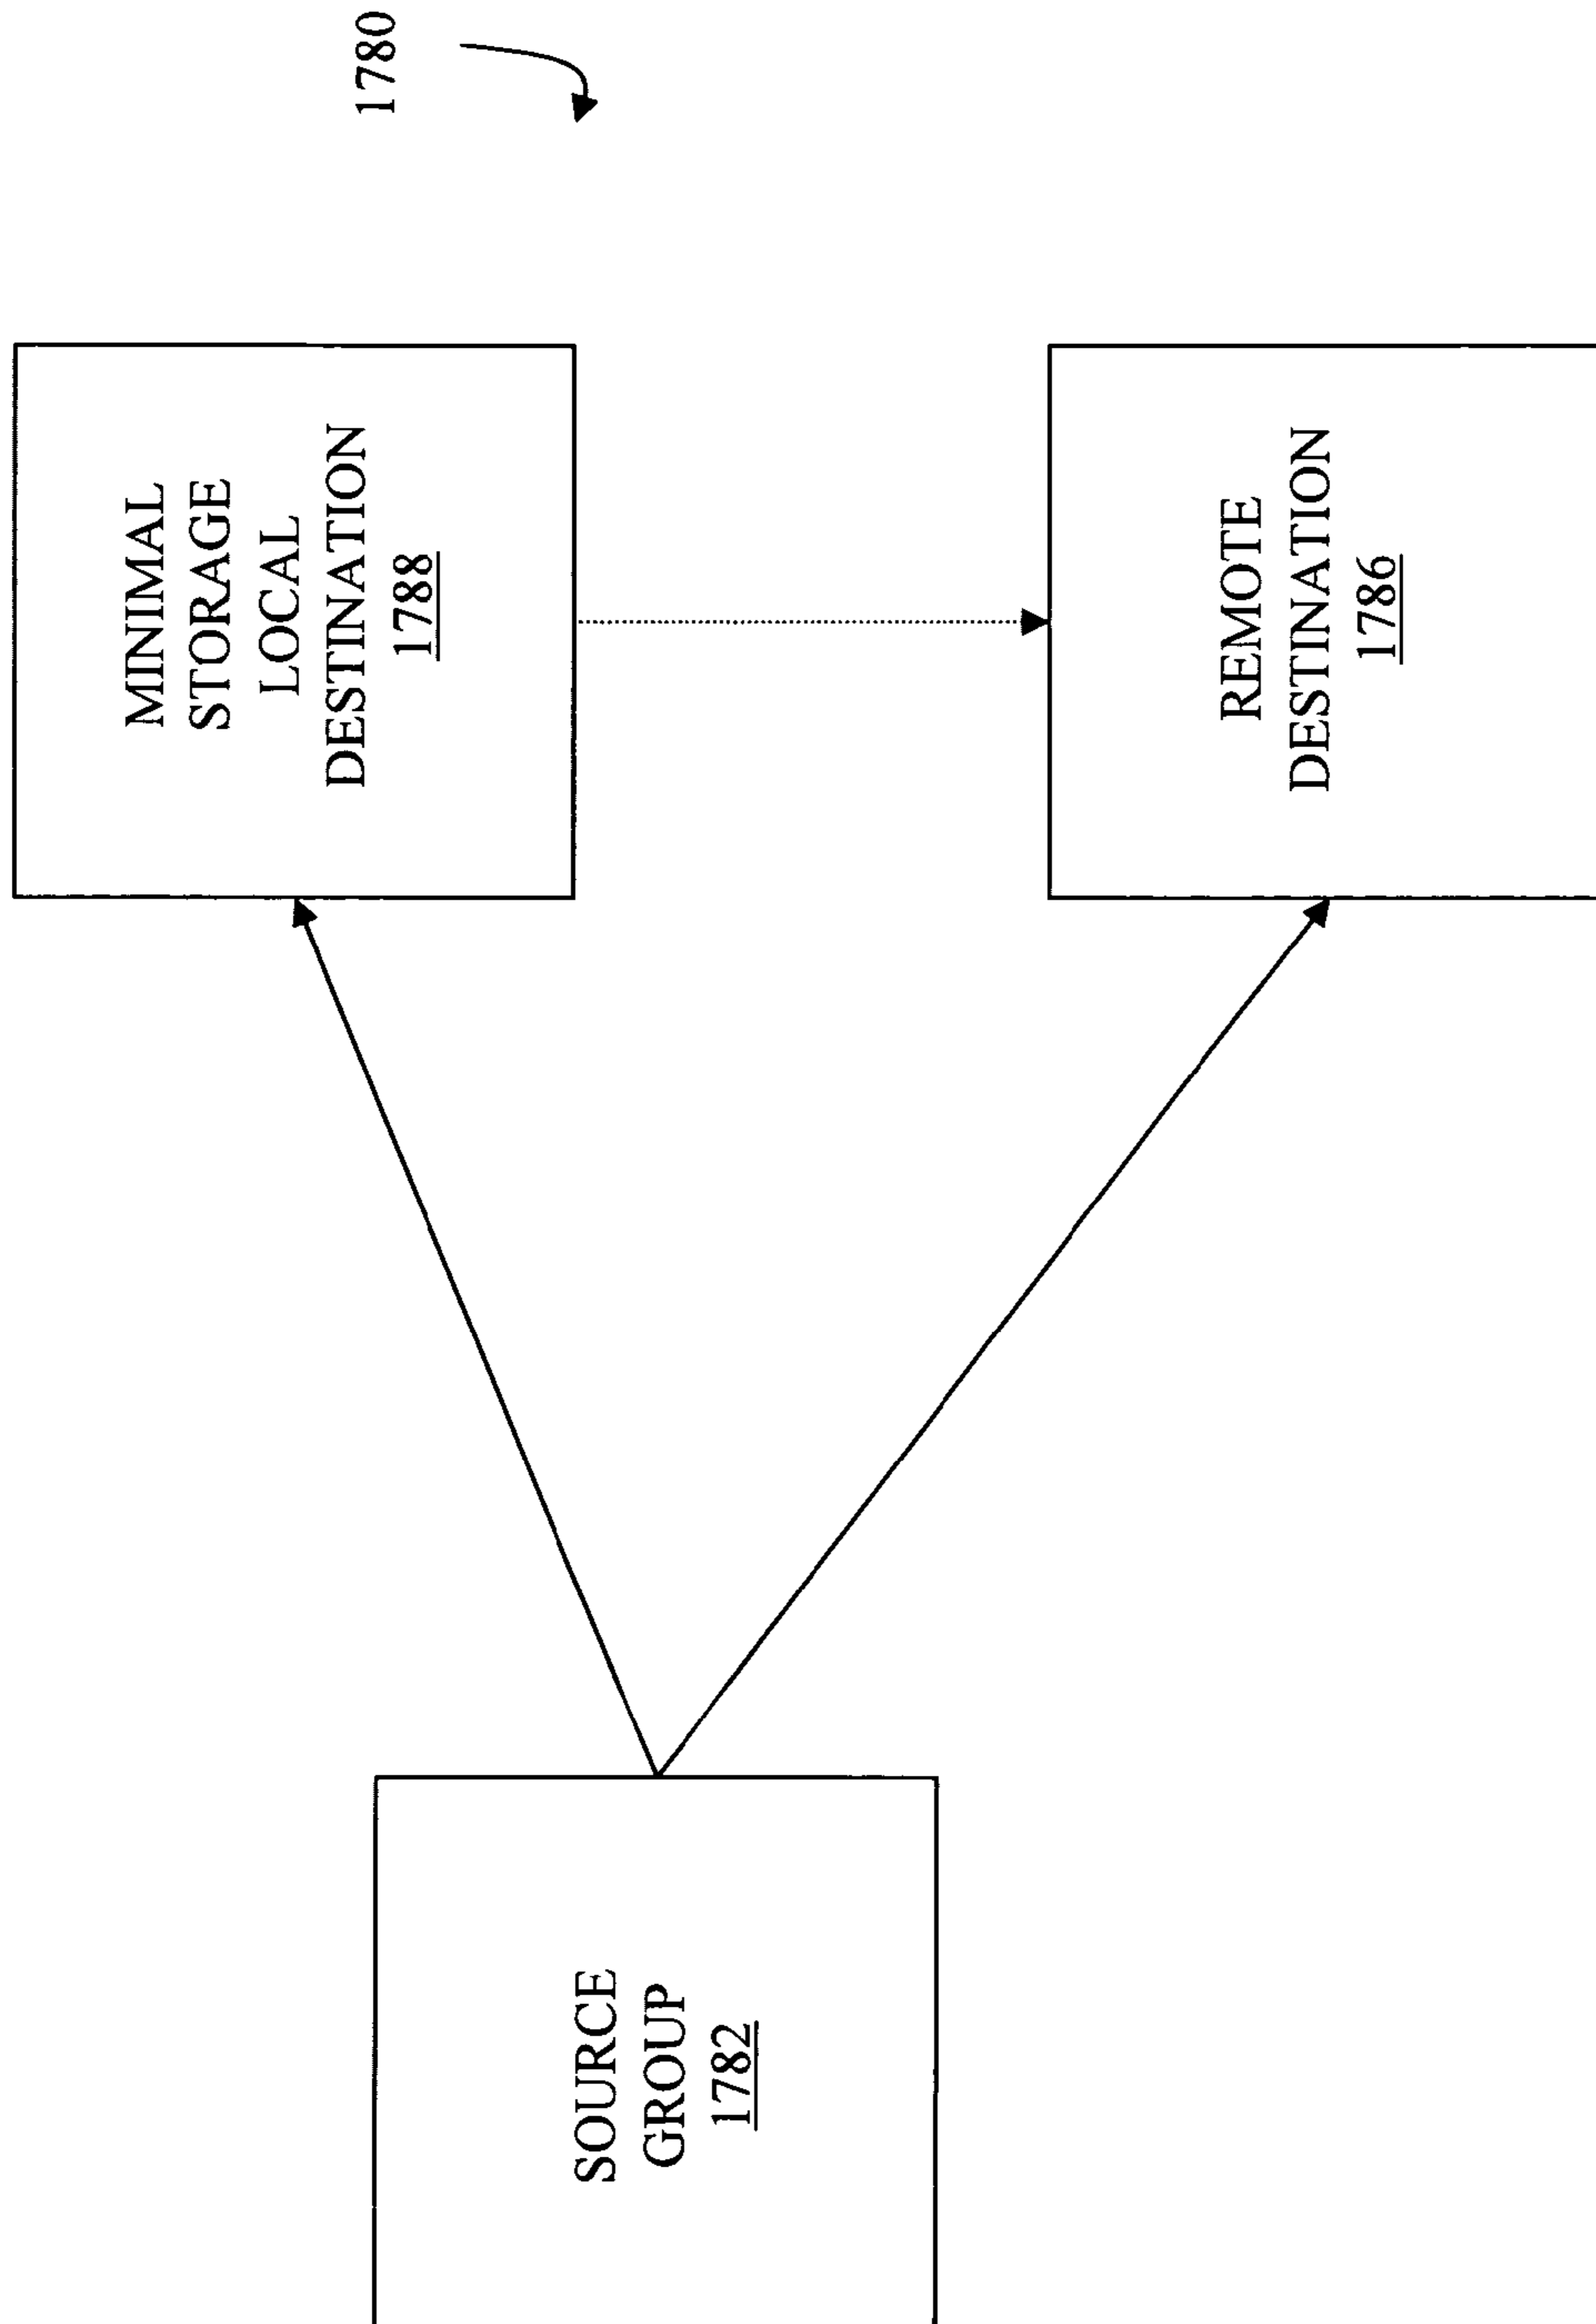 1780
MINIMAL
STORAGE
LOCAL
DESTINATION
1788
SOURCE
GROUP
1782
REMOTE
DESTINATION
1786